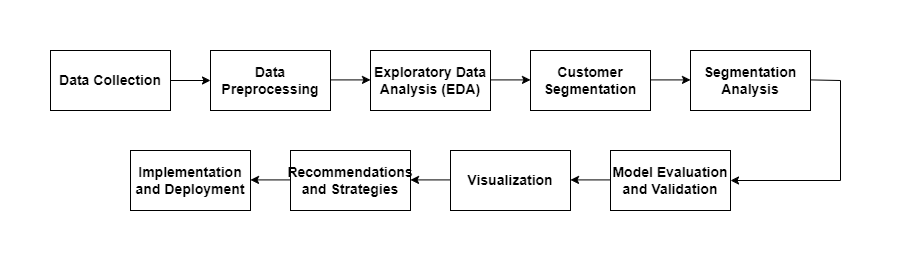 Data Collection
Data
Preprocessing
Exploratory Data
Analysis (EDA)
Customer
Segmentation
Segmentation
Analysis
Model Evaluation
and Validation
Visualization
Recommendations
and Strategies
Implementation
and Deployment